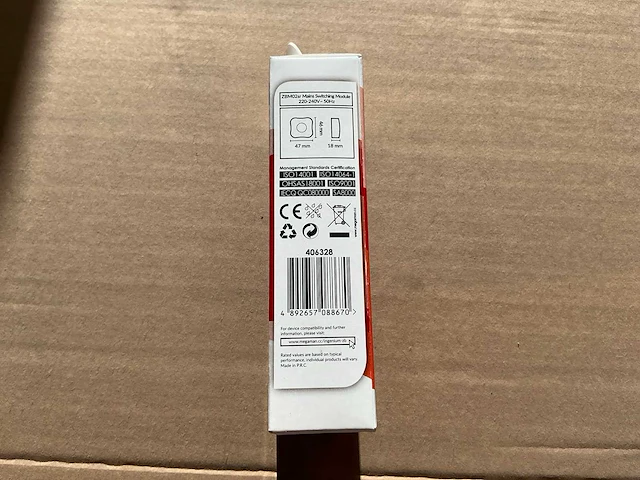 ZBM02d Mains Switching Module
220-240V~ 50Hz
47 mm
18 mm
Management Standards Certification
ISO14001 ISO14064-1
OHSAS18001 ISO9001
IECQ QC080000 SA8000
CE
406328
4 892657 088670 >
For device compatibility and further
information, please visit:
www.megaman.cc/ingenium-zb
Rated values are based on typical
performance, individual products will vary.
Made in P.R.C